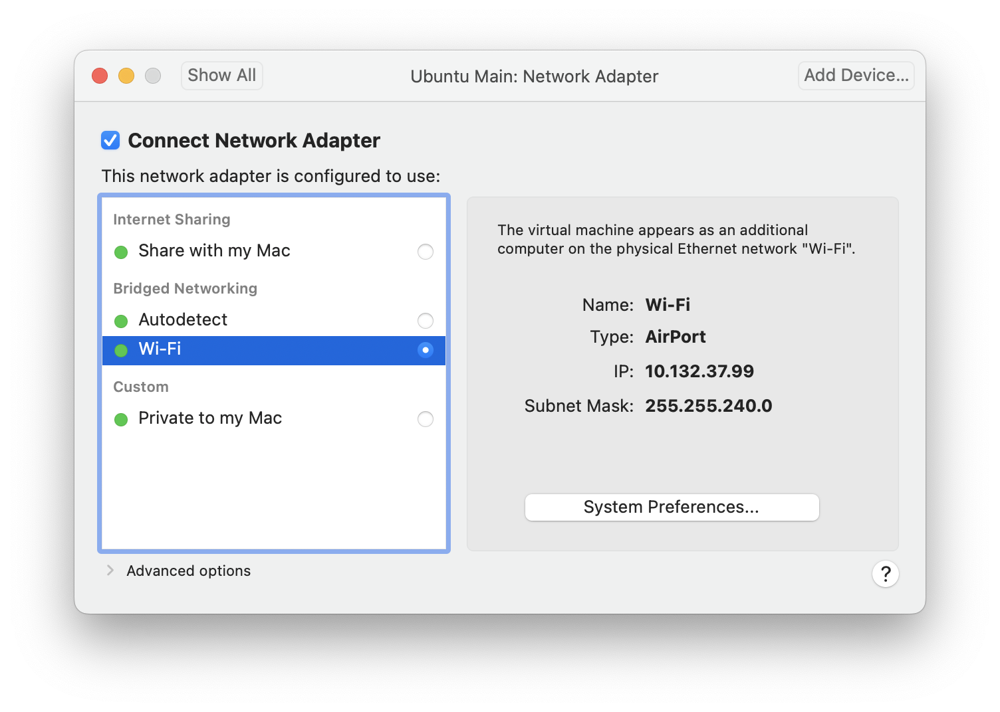 Show All
Ubuntu Main: Network Adapter
Add Device...
Connect Network Adapter
This network adapter is configured to use:
Internet Sharing
Share with my Mac
Bridged Networking
Autodetect
Wi-Fi
Custom
Private to my Mac
The virtual machine appears as an additional
computer on the physical Ethernet network "Wi-Fi".
Name: Wi-Fi
Type: AirPort
IP: 10.132.37.99
Subnet Mask: 255.255.240.0
System Preferences...
Advanced options
?